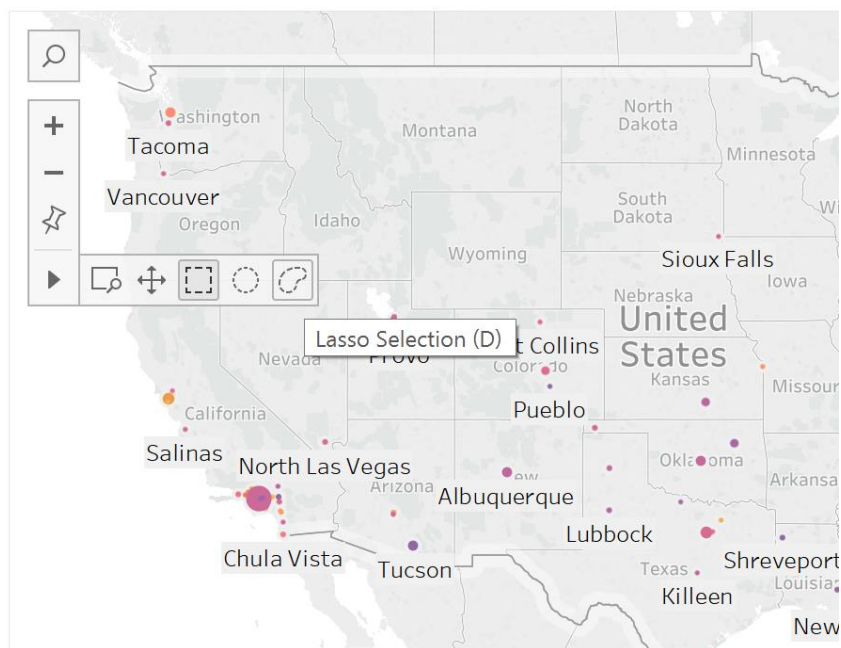 North
Dakota
Washington
Montana
Tacoma
Minnesota
Vancouver
South
Dakota
Oregon
Idaho
Wyoming
Sioux Falls
Iowa
Nebraska
United
States
Lasso Selection (D)
t Collins
Nevada
Provo
Colorado
Kansas
Missour
Pueblo
California
Salinas
North Las Vegas
Oklahoma
Arizona
New
Albuquerque
Arkansa
Lubbock
Chula Vista
Tucson
Texas
Shreveport
Louisia
Killeen
New